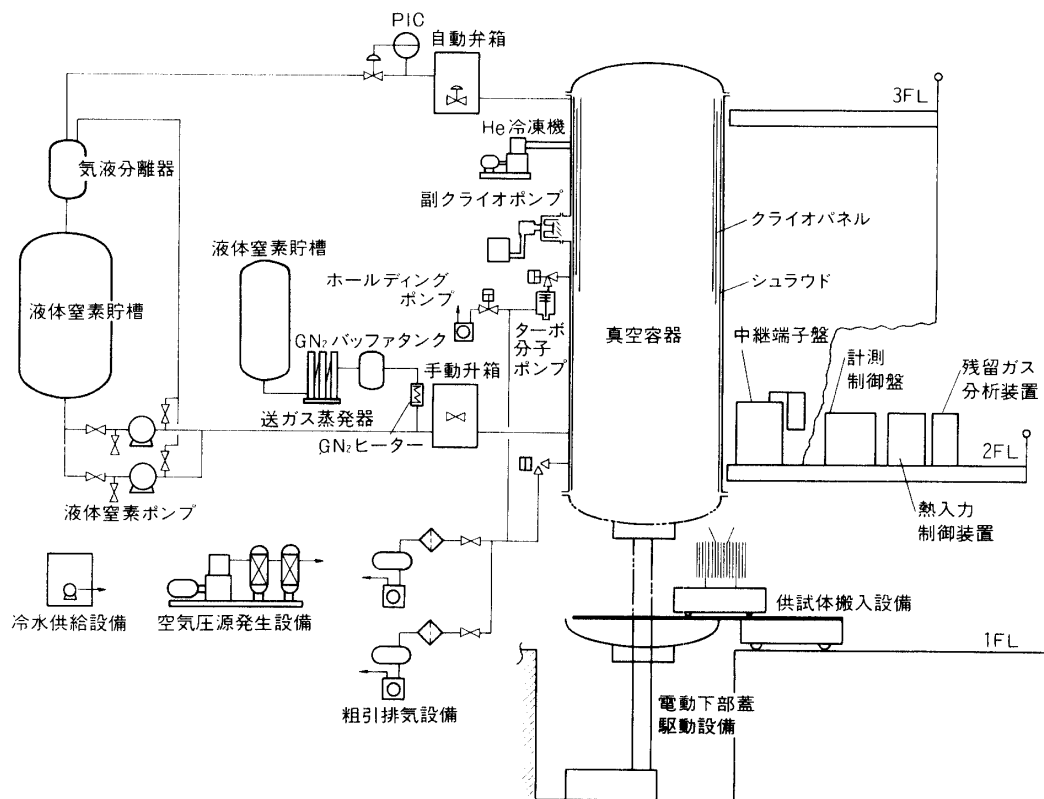 PIC
自動弁箱
3FL
He冷凍機
気液分離器
副クライオポンプ
クライオパネル
液体窒素貯槽
ホールディング
ポンプ
シュラウド
液体窒素貯槽
ターボ
分子
ポンプ
真空容器
GN₂バッファタンク
手動弁箱
中継端子盤
計測
制御盤
残留ガス
分析装置
送ガス蒸発器
GN₂ヒーター
2FL
液体窒素ポンプ
熱入力
制御装置
冷水供給設備
空気圧源発生設備
供試体搬入設備
1FL
粗引排気設備
電動下部蓋
駆動設備